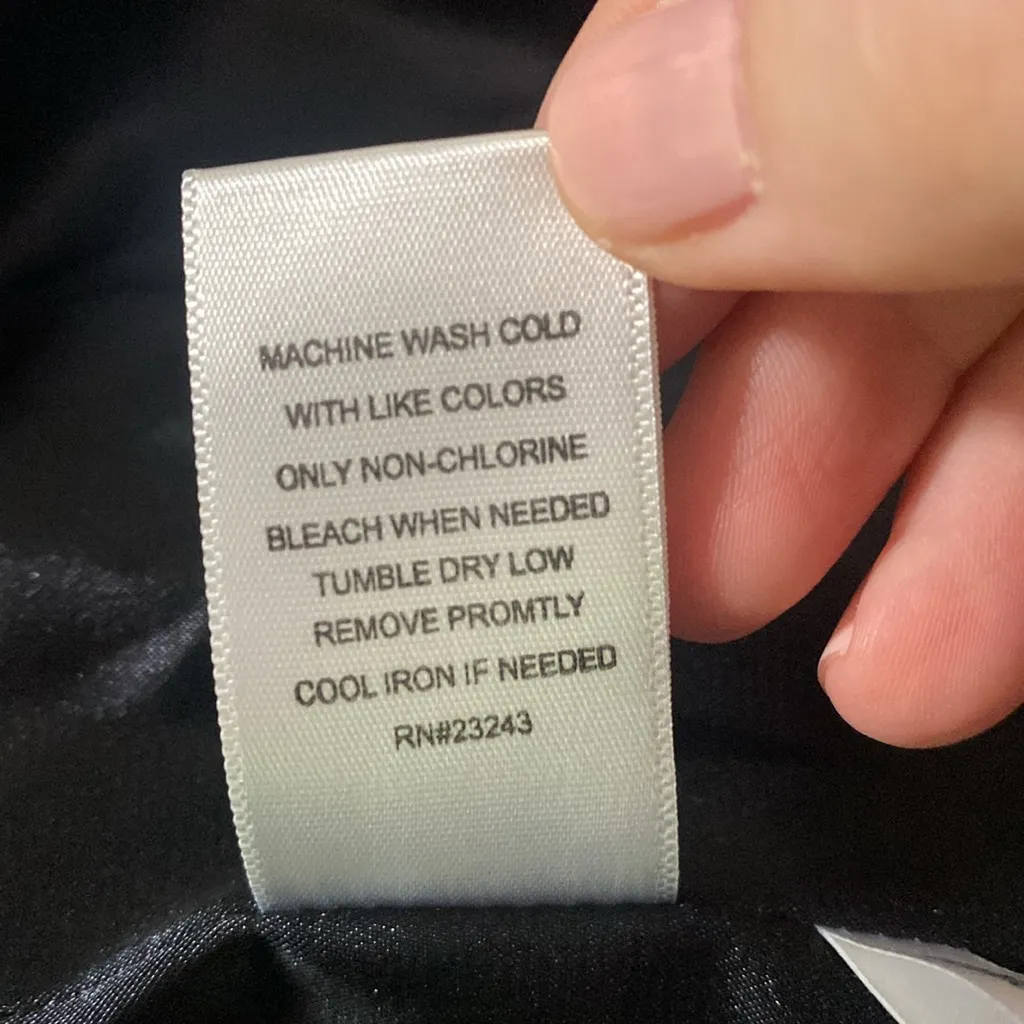 MACHINE WASH COLD
WITH LIKE COLORS
ONLY NON-CHLORINE
BLEACH WHEN NEEDED
TUMBLE DRY LOW
REMOVE PROMTLY
COOL IRON IF NEEDED
RN#23243